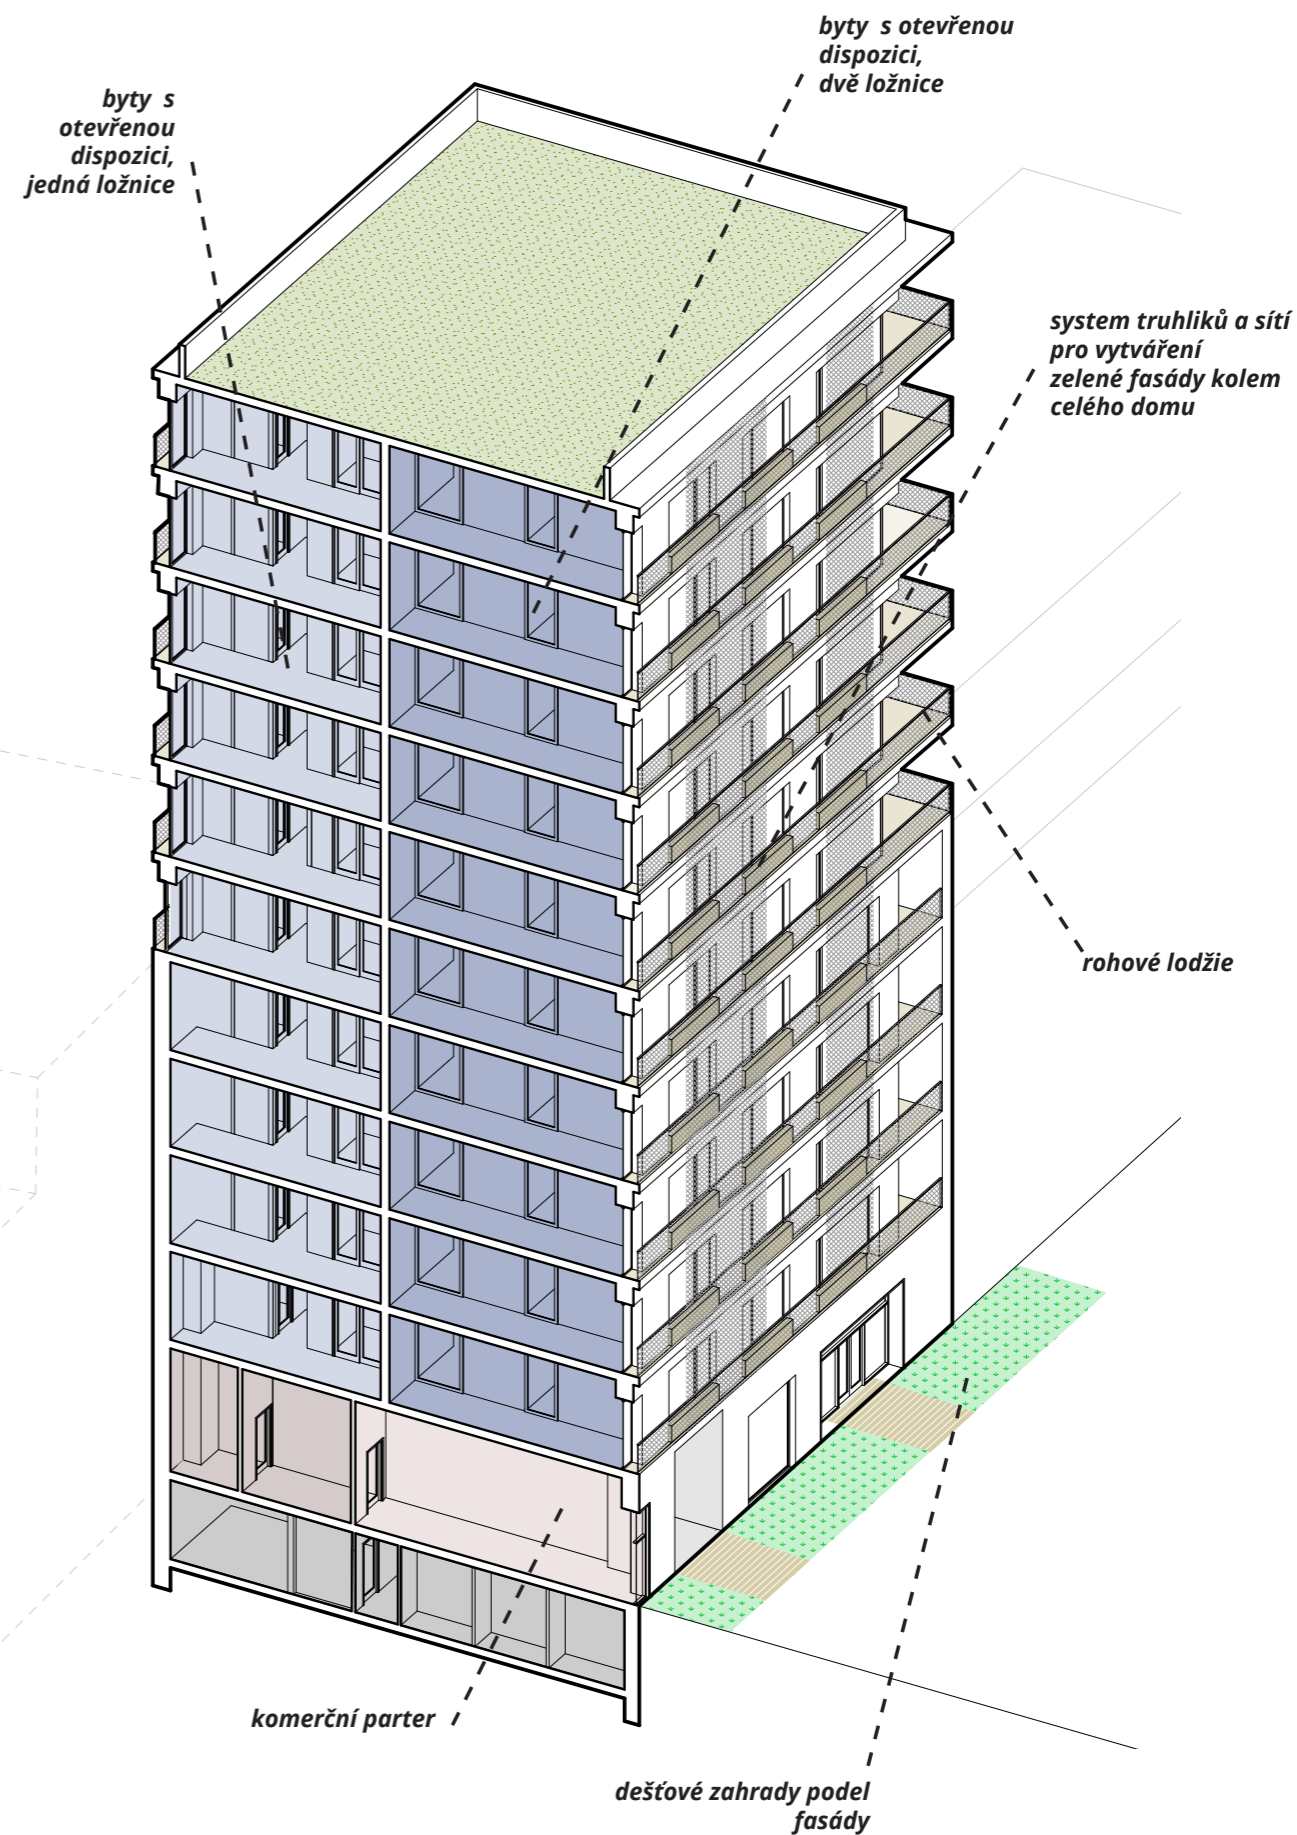 byty  s otevřenou
dispozici,
dvě ložnice
byty  s
otevřenou
dispozici,
jedná ložnice
system truhliků a sítí
pro vytváření
zelené fasády kolem
celého domu
rohové lodžie
komerční parter
dešťové zahrady podel
fasády